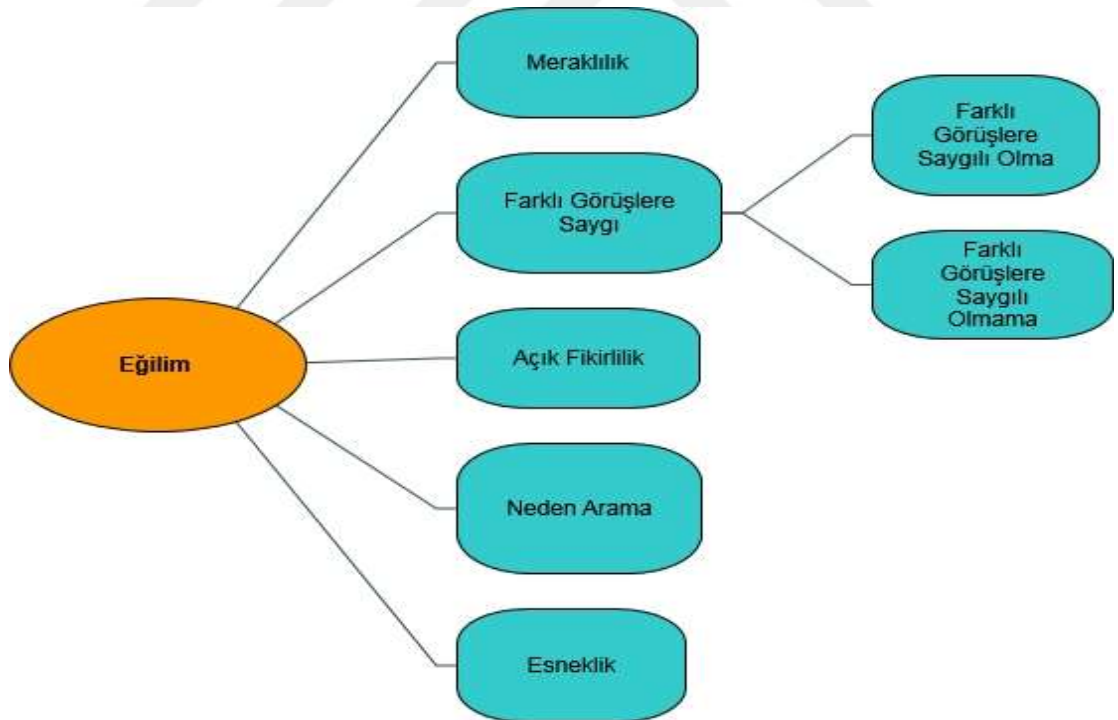 Meraklılık
Farklı
Görüşlere
Saygılı Olma
Farklı Görüşlere
Saygı
Farklı
Görüşlere
Saygılı
Olmama
Eğilim
Açık Fikirlilik
Neden Arama
Esneklik